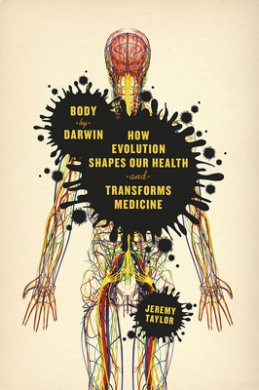 BODY
·by·
DARWIN
HOW
EVOLUTION
SHAPES OUR HEALTH
·and·
TRANSFORMS
MEDICINE
JEREMY
TAYLOR